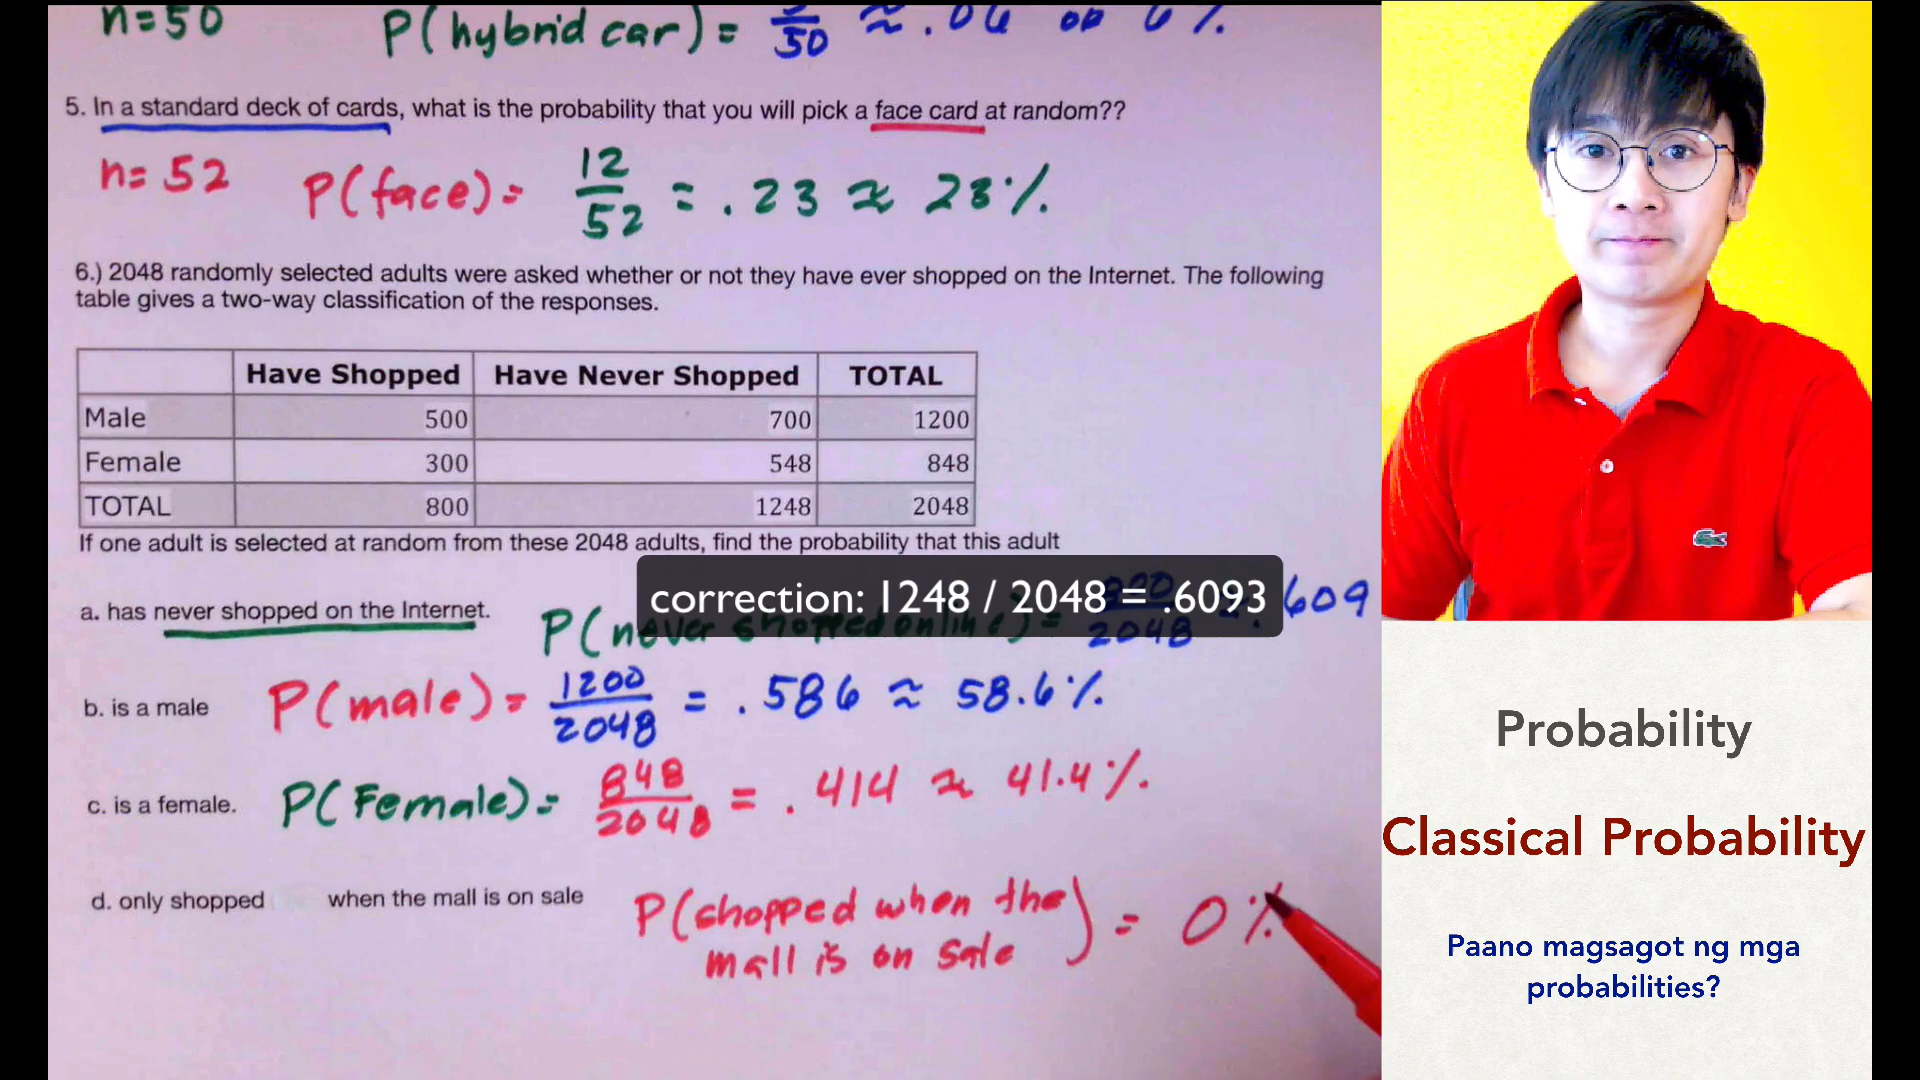 n=50 P(hybrid car) = /50 ≈ .06 or 6%
5. In a standard deck of cards, what is the probability that you will pick a face card at random??
n= 52 P(face) = 12/52 = .23 ≈ 23%
6.) 2048 randomly selected adults were asked whether or not they have ever shopped on the Internet. The following
table gives a two-way classification of the responses.
Have Shopped Have Never Shopped TOTAL
Male 500 700 1200
Female 300 548 848
TOTAL 800 1248 2048
If one adult is selected at random from these 2048 adults, find the probability that this adult
correction: 1248 / 2048 = .6093
a. has never shopped on the Internet. P(never shopped online) = /2048 .609
b. is a male P(male) = 1200/2048 = .586 ≈ 58.6%
c. is a female. P(Female) = 848/2048 = .414 ≈ 41.4%
d. only shopped when the mall is on sale P(shopped when the
mall is on sale) = 0%
Probability
Classical Probability
Paano magsagot ng mga
probabilities?